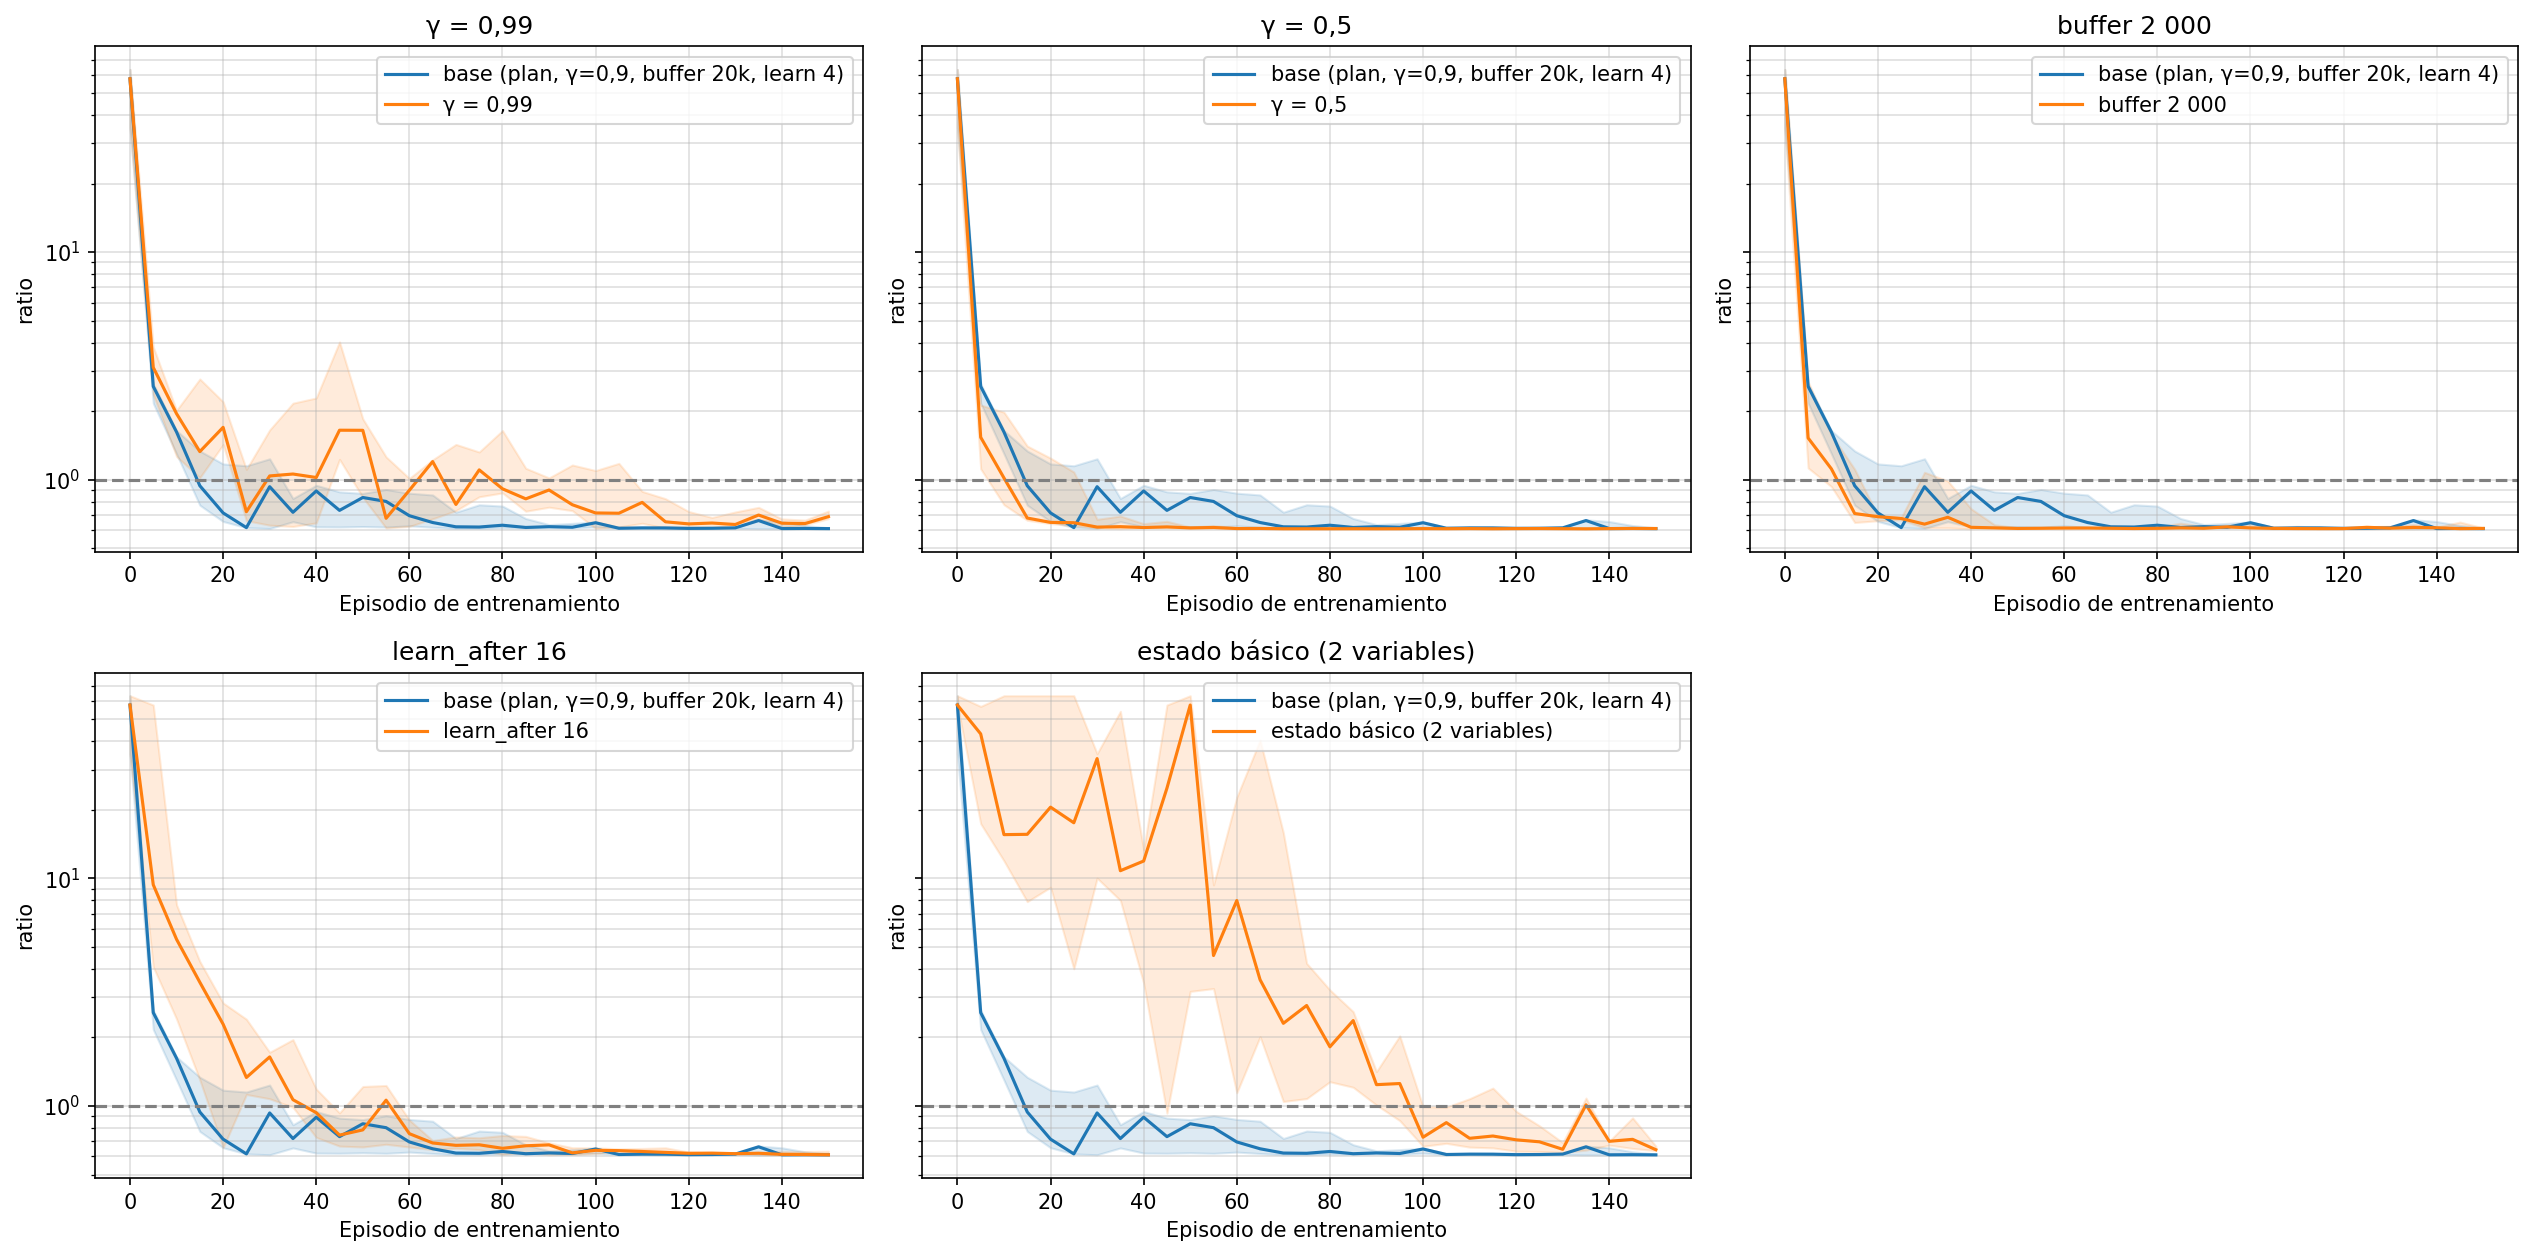 γ = 0,99
base (plan, γ=0,9, buffer 20k, learn 4)
γ = 0,99
10¹
10⁰
ratio
0 20 40 60 80 100 120 140
Episodio de entrenamiento
γ = 0,5
base (plan, γ=0,9, buffer 20k, learn 4)
γ = 0,5
ratio
0 20 40 60 80 100 120 140
Episodio de entrenamiento
buffer 2 000
base (plan, γ=0,9, buffer 20k, learn 4)
buffer 2 000
ratio
0 20 40 60 80 100 120 140
Episodio de entrenamiento
learn_after 16
base (plan, γ=0,9, buffer 20k, learn 4)
learn_after 16
10¹
10⁰
ratio
0 20 40 60 80 100 120 140
Episodio de entrenamiento
estado básico (2 variables)
base (plan, γ=0,9, buffer 20k, learn 4)
estado básico (2 variables)
ratio
0 20 40 60 80 100 120 140
Episodio de entrenamiento